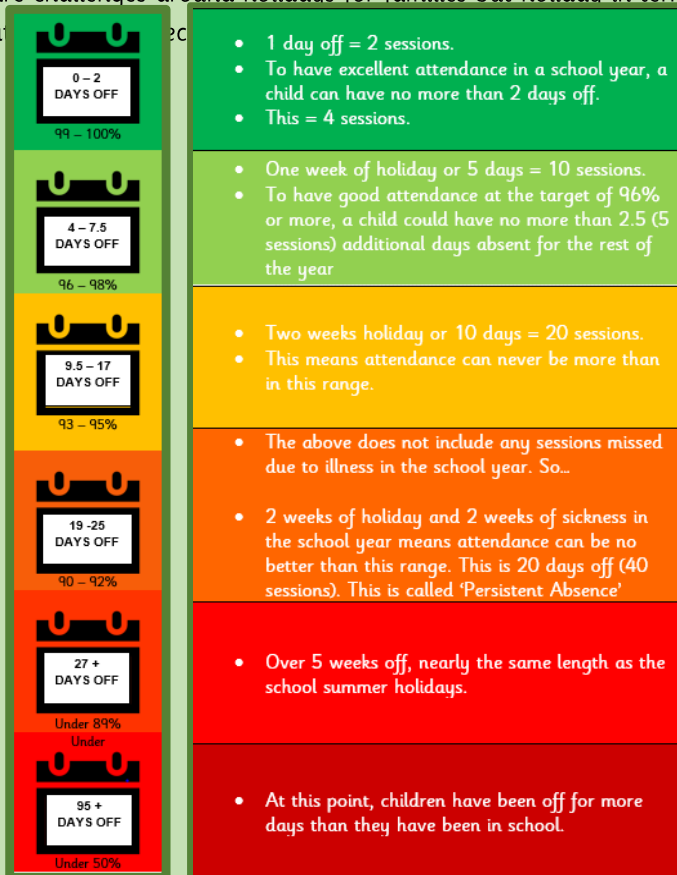 0 – 2
DAYS OFF
99 – 100%
• 1 day off = 2 sessions.
• To have excellent attendance in a school year, a
child can have no more than 2 days off.
• This = 4 sessions.
4 – 7.5
DAYS OFF
96 – 98%
• One week of holiday or 5 days = 10 sessions.
• To have good attendance at the target of 96%
or more, a child could have no more than 2.5 (5
sessions) additional days absent for the rest of
the year
9.5 – 17
DAYS OFF
93 – 95%
• Two weeks holiday or 10 days = 20 sessions.
• This means attendance can never be more than
in this range.
19 -25
DAYS OFF
90 – 92%
• The above does not include any sessions missed
due to illness in the school year. So…
• 2 weeks of holiday and 2 weeks of sickness in
the school year means attendance can be no
better than this range. This is 20 days off (40
sessions). This is called ‘Persistent Absence’
27 +
DAYS OFF
Under 89%
• Over 5 weeks off, nearly the same length as the
school summer holidays.
Under
95 +
DAYS OFF
Under 50%
• At this point, children have been off for more
days than they have been in school.